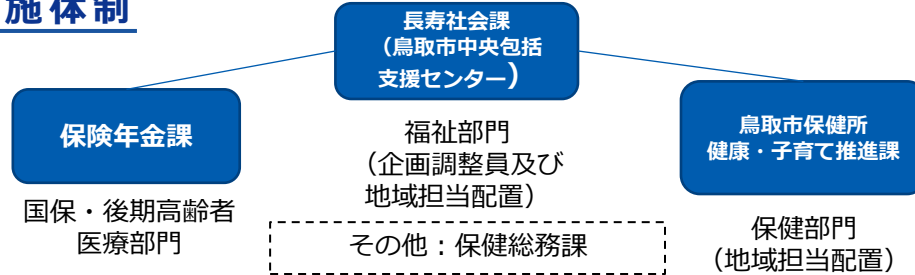 施体制
長寿社会課
（鳥取市中央包括
支援センター）
保険年金課
鳥取市保健所
健康・子育て推進課
福祉部門
（企画調整員及び
地域担当配置）
国保・後期高齢者
医療部門
その他：保健総務課
保健部門
（地域担当配置）